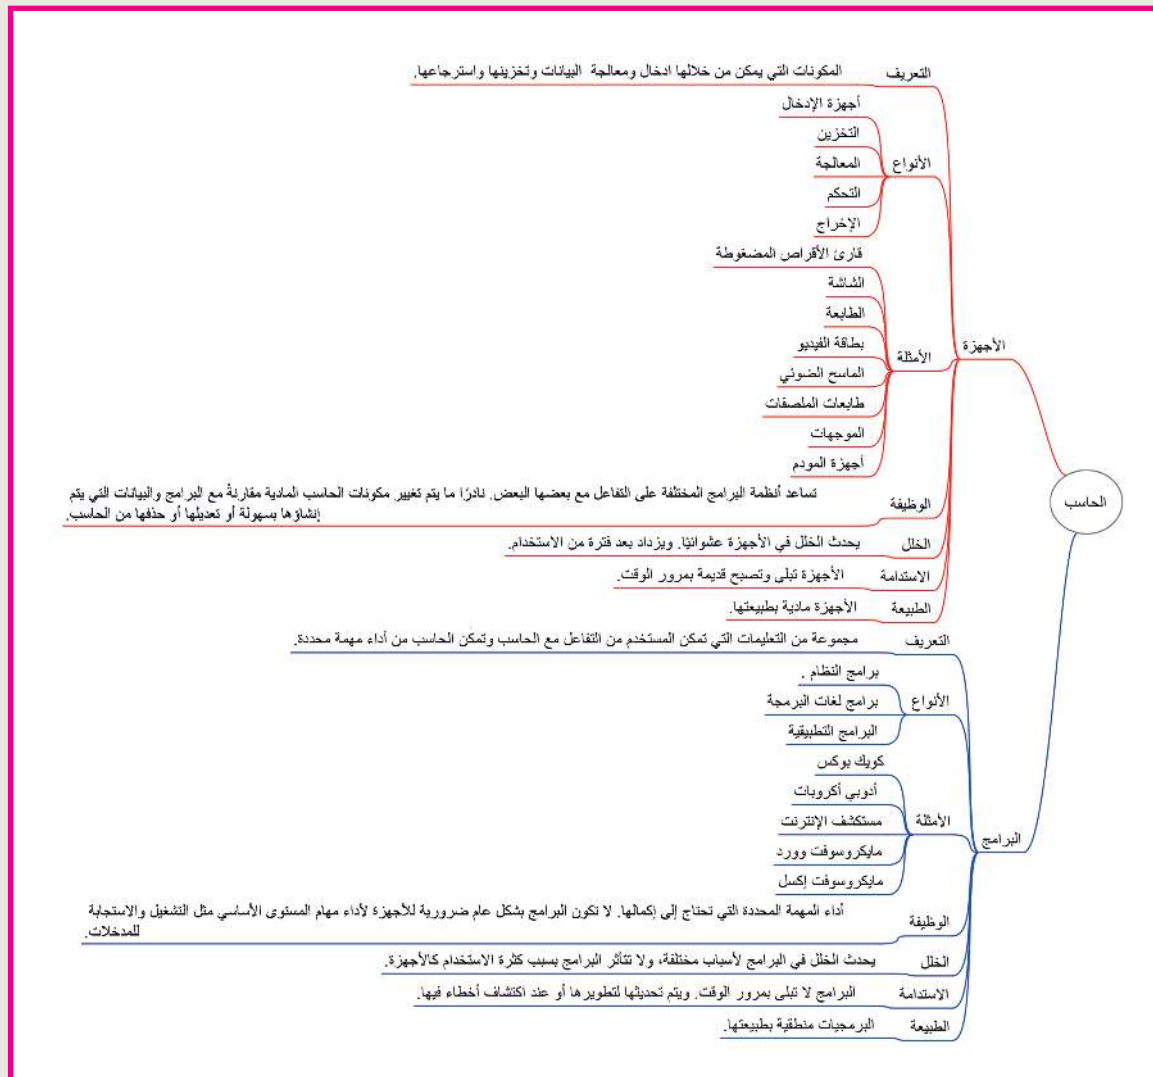 الحاسب
الأجهزة
التعريف
المكونات التي يمكن من خلالها ادخال ومعالجة البيانات وتخزينها واسترجاعها.
الأنواع
أجهزة الإدخال
التخزين
المعالجة
التحكم
الإخراج
الأمثلة
قارئ الأقراص المضغوطة
الشاشة
الطابعة
بطاقة الفيديو
الماسح الضوئي
طابعات الملصقات
الموجهات
أجهزة المودم
الوظيفة
تساعد أنظمة البرامج المختلفة على التفاعل مع بعضها البعض. نادرًا ما يتم تغيير مكونات الحاسب المادية مقارنةً مع البرامج والبيانات التي يتم
إنشاؤها بسهولة أو تعديلها أو حذفها من الحاسب.
الخلل
يحدث الخلل في الأجهزة عشوائيًا. ويزداد بعد فترة من الاستخدام.
الاستدامة
الأجهزة تبلى وتصبح قديمة بمرور الوقت.
الطبيعة
الأجهزة مادية بطبيعتها.
البرامج
التعريف
مجموعة من التعليمات التي تمكن المستخدم من التفاعل مع الحاسب وتمكن الحاسب من أداء مهمة محددة.
الأنواع
برامج النظام .
برامج لغات البرمجة
البرامج التطبيقية
الأمثلة
كويك بوكس
أدوبي أكروبات
مستكشف الإنترنت
مايكروسوفت وورد
مايكروسوفت إكسل
الوظيفة
أداء المهمة المحددة التي تحتاج إلى إكمالها. لا تكون البرامج بشكل عام ضرورية للأجهزة لأداء مهام المستوى الأساسي مثل التشغيل والاستجابة
للمدخلات.
الخلل
يحدث الخلل في البرامج لأسباب مختلفة، ولا تتأثر البرامج بسبب كثرة الاستخدام كالأجهزة.
الاستدامة
البرامج لا تبلى بمرور الوقت. ويتم تحديثها لتطويرها أو عند اكتشاف أخطاء فيها.
الطبيعة
البرمجيات منطقية بطبيعتها.